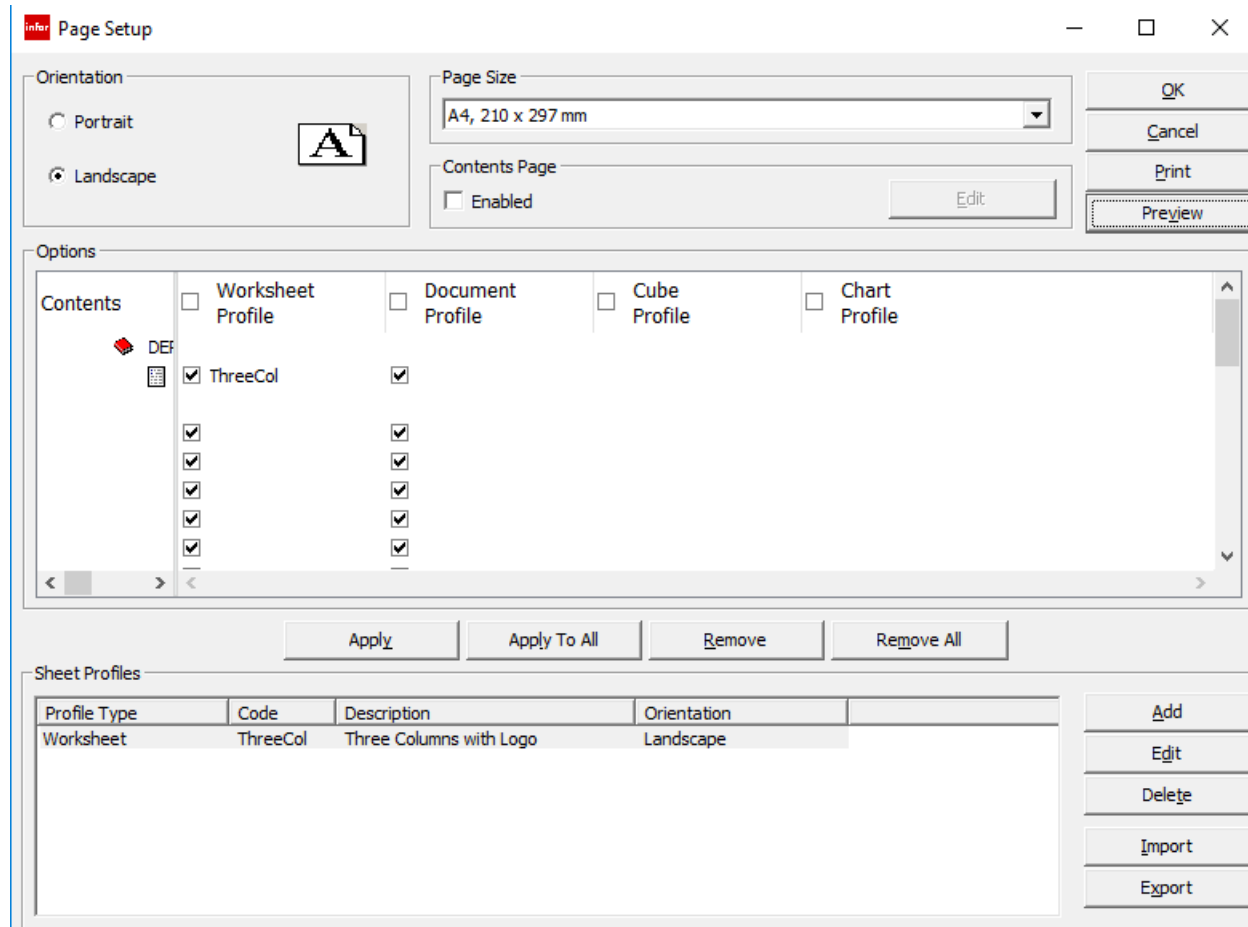 infor Page Setup
Orientation
Portrait
Landscape
A
Page Size
A4, 210 x 297 mm
Contents Page
Enabled
Edit
OK
Cancel
Print
Preview
Options
Contents
Worksheet Profile
Document Profile
Cube Profile
Chart Profile
DEF
ThreeCol
Apply
Apply To All
Remove
Remove All
Sheet Profiles
Profile Type Code Description Orientation
Worksheet ThreeCol Three Columns with Logo Landscape
Add
Edit
Delete
Import
Export